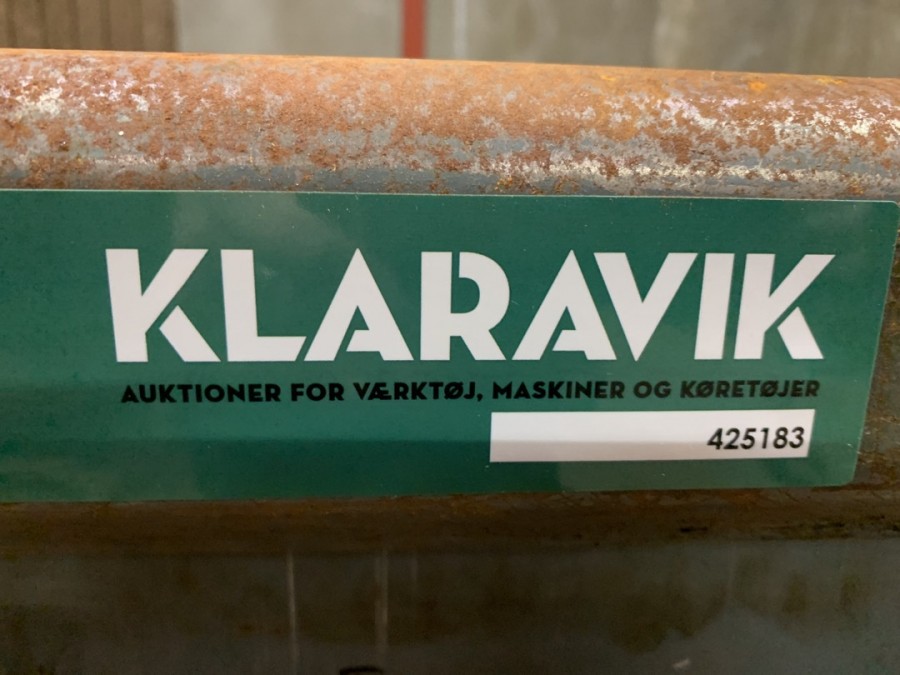 KLARAVIK
AUKTIONER FOR VÆRKTØJ, MASKINER OG KØRETØJER
425183